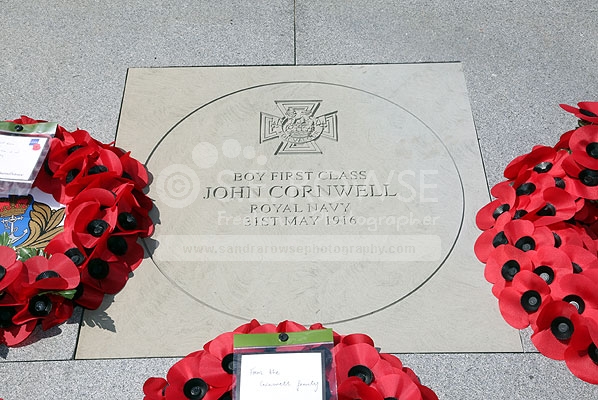 BOY FIRST CLASS
JOHN CORNWELL
ROYAL NAVY
31ST MAY 1916
www.sandrarowsephotography.com
from the
Cornwell family